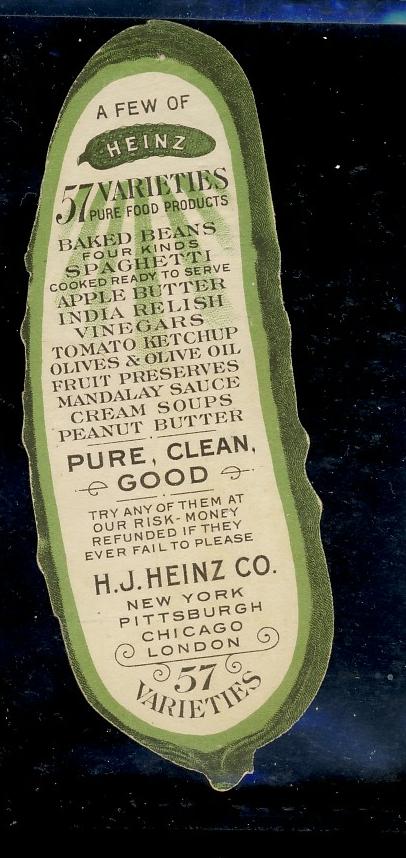 A FEW OF
HEINZ
57 VARIETIES
PURE FOOD PRODUCTS
BAKED BEANS
FOUR KINDS
SPAGHETTI
COOKED READY TO SERVE
APPLE BUTTER
INDIA RELISH
VINEGARS
TOMATO KETCHUP
OLIVES & OLIVE OIL
FRUIT PRESERVES
MANDALAY SAUCE
CREAM SOUPS
PEANUT BUTTER
PURE, CLEAN,
GOOD
TRY ANY OF THEM AT
OUR RISK-MONEY
REFUNDED IF THEY
EVER FAIL TO PLEASE
H.J. HEINZ CO.
NEW YORK
PITTSBURGH
CHICAGO
LONDON
57
VARIETIES